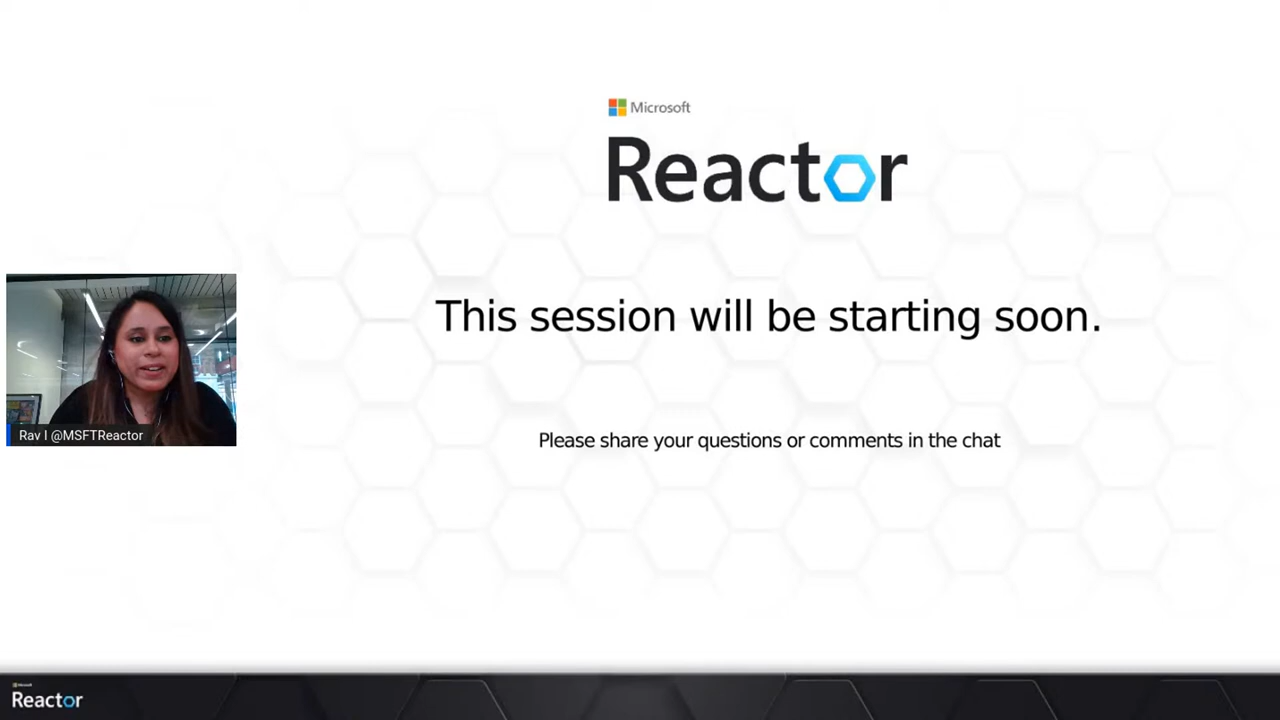 Microsoft
Reactor
This session will be starting soon.
Please share your questions or comments in the chat
Rav I @MSFTReactor
Microsoft
Reactor